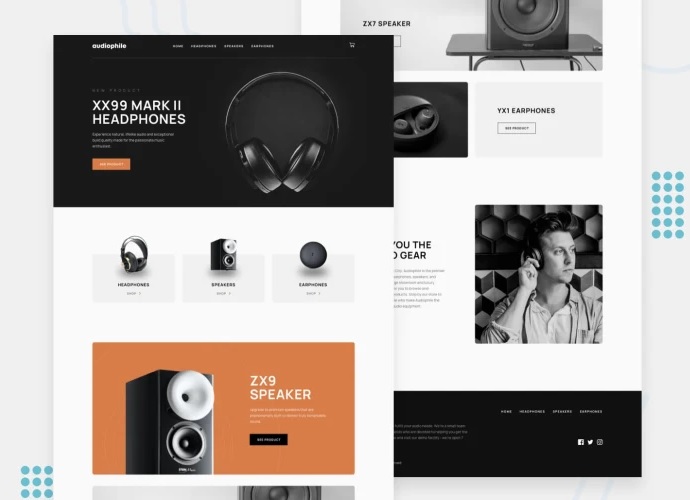 audiophile
HOME HEADPHONES SPEAKERS EARPHONES
NEW PRODUCT
XX99 MARK II
HEADPHONES
Experience natural, lifelike audio and exceptional
build quality made for the passionate music
enthusiast.
SEE PRODUCT
HEADPHONES
SHOP
SPEAKERS
SHOP
EARPHONES
SHOP
ZX9
SPEAKER
Upgrade to premium speakers that are
phenomenally built to deliver truly remarkable
sound.
SEE PRODUCT
ZX7 SPEAKER
YX1 EARPHONES
SEE PRODUCT
YOU THE
GEAR
HOME HEADPHONES SPEAKERS EARPHONES